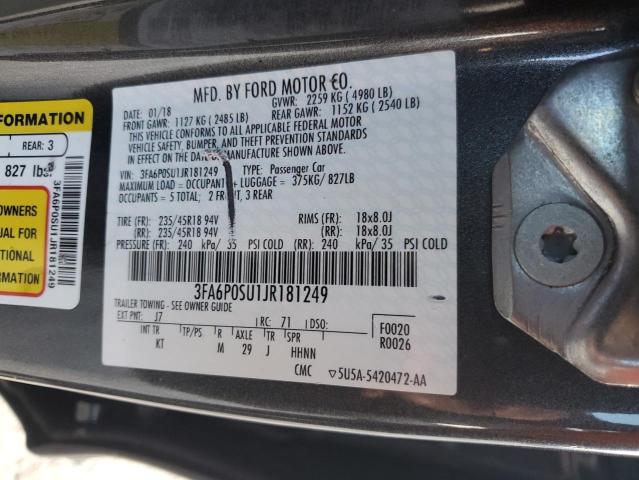 MFD. BY FORD MOTOR CO.
DATE: 01/18 GVWR: 2259 KG ( 4980 LB)
FRONT GAWR: 1127 KG ( 2485 LB) REAR GAWR: 1152 KG ( 2540 LB)
THIS VEHICLE CONFORMS TO ALL APPLICABLE FEDERAL MOTOR
VEHICLE SAFETY, BUMPER, AND THEFT PREVENTION STANDARDS
IN EFFECT ON THE DATE OF MANUFACTURE SHOWN ABOVE.
VIN: 3FA6P0SU1JR181249 TYPE: Passenger Car
MAXIMUM LOAD = OCCUPANTS + LUGGAGE = 375KG/ 827LB
OCCUPANTS = 5 TOTAL: 2 FRONT, 3 REAR
TIRE (FR): 235/45R18 94V RIMS (FR): 18x8.0J
(RR): 235/45R18 94V (RR): 18x8.0J
PRESSURE (FR): 240 kPa/ 35 PSI COLD (RR): 240 kPa/ 35 PSI COLD
3FA6P0SU1JR181249
TRAILER TOWING - SEE OWNER GUIDE
EXT PNT: J7 RC: 71 DSO: F0020
INT TR TP/PS R AXLE TR SPR R0026
KT M 29 J HHNN
CMC 5U5A-5420472-AA
FORMATION
REAR: 3
827 lbs
OWNERS
ITIONAL
RMATION
3FA6P0SU1JR181249